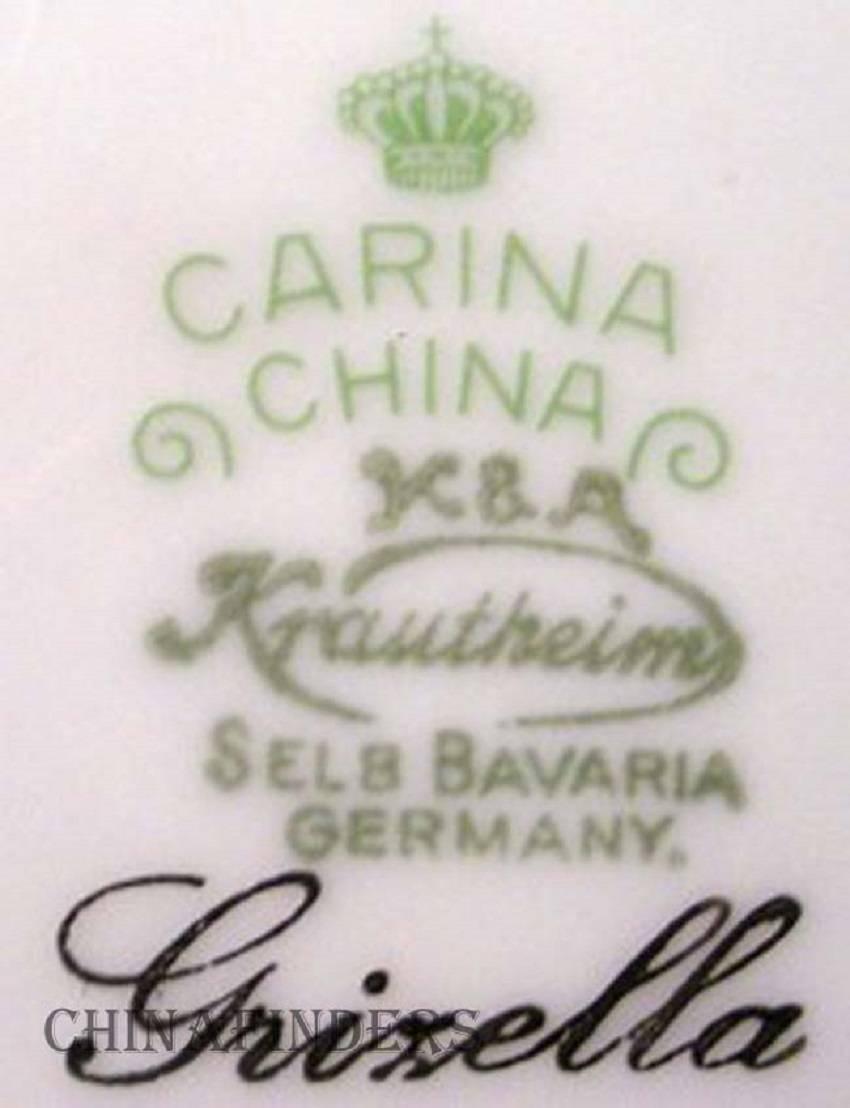 CARINA
CHINA
K&A
Krautheim
SELB BAVARIA
GERMANY.
Grizella
CHINAFINDERS